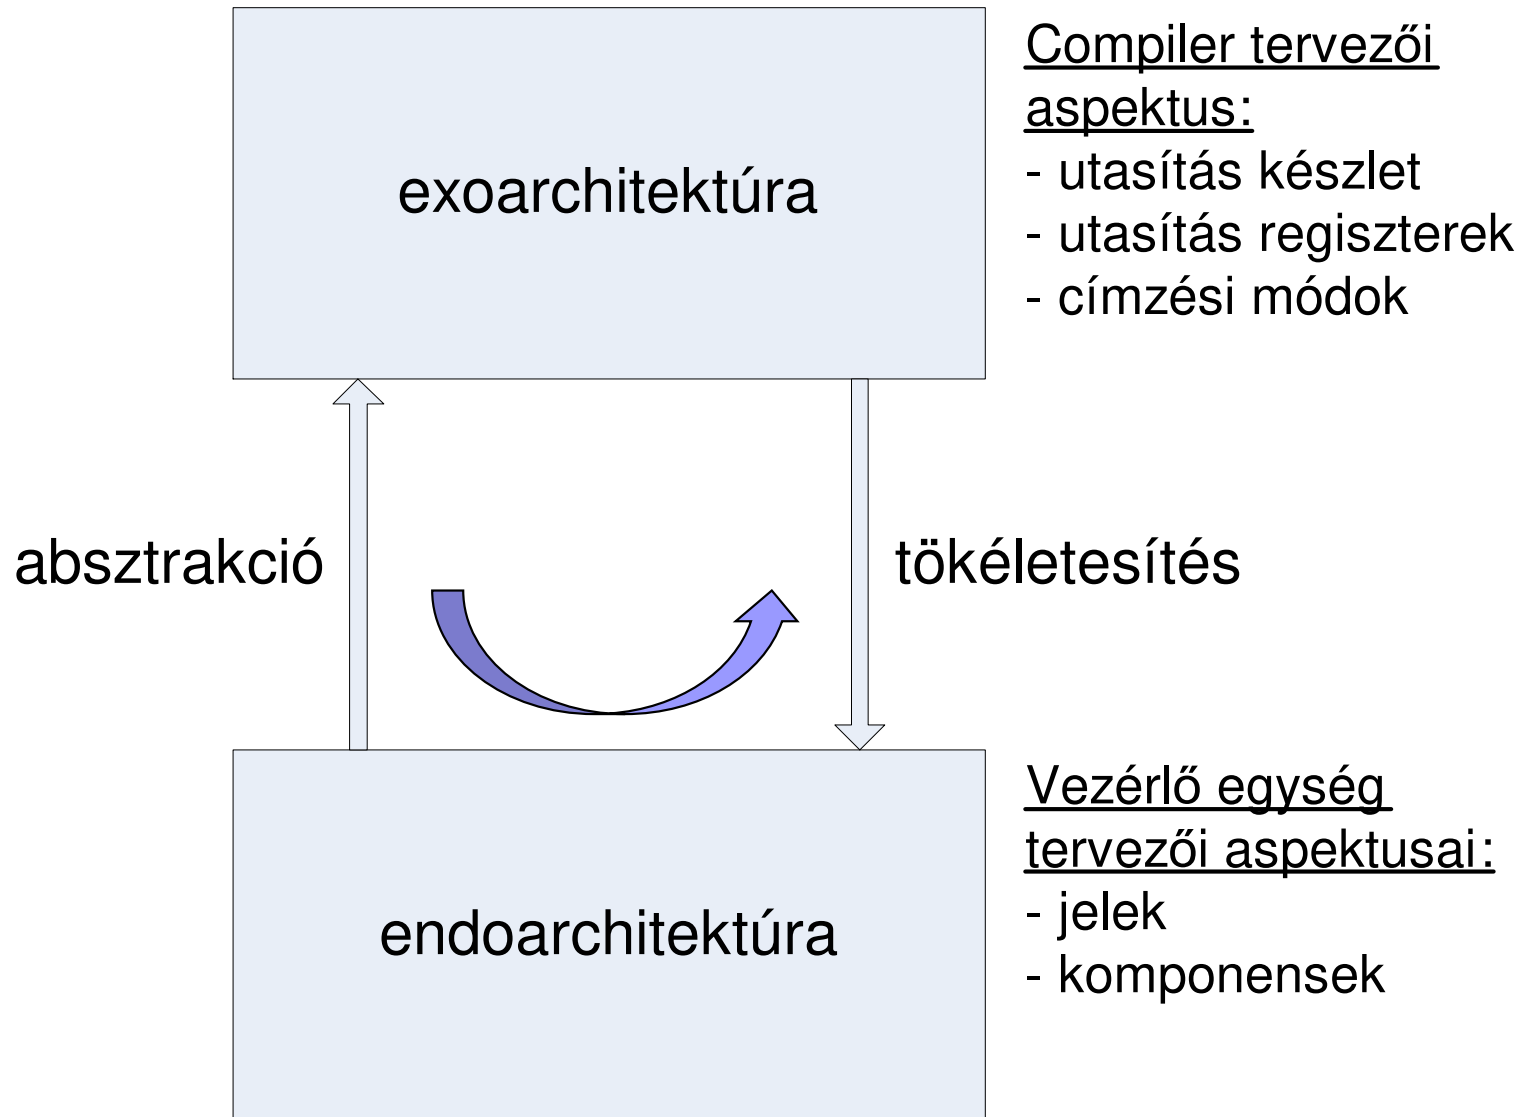 exoarchitektúra
Compiler tervezői
aspektus:
- utasítás készlet
- utasítás regiszterek
- címzési módok
absztrakció
tökéletesítés
endoarchitektúra
Vezérlő egység
tervezői aspektusai:
- jelek
- komponensek